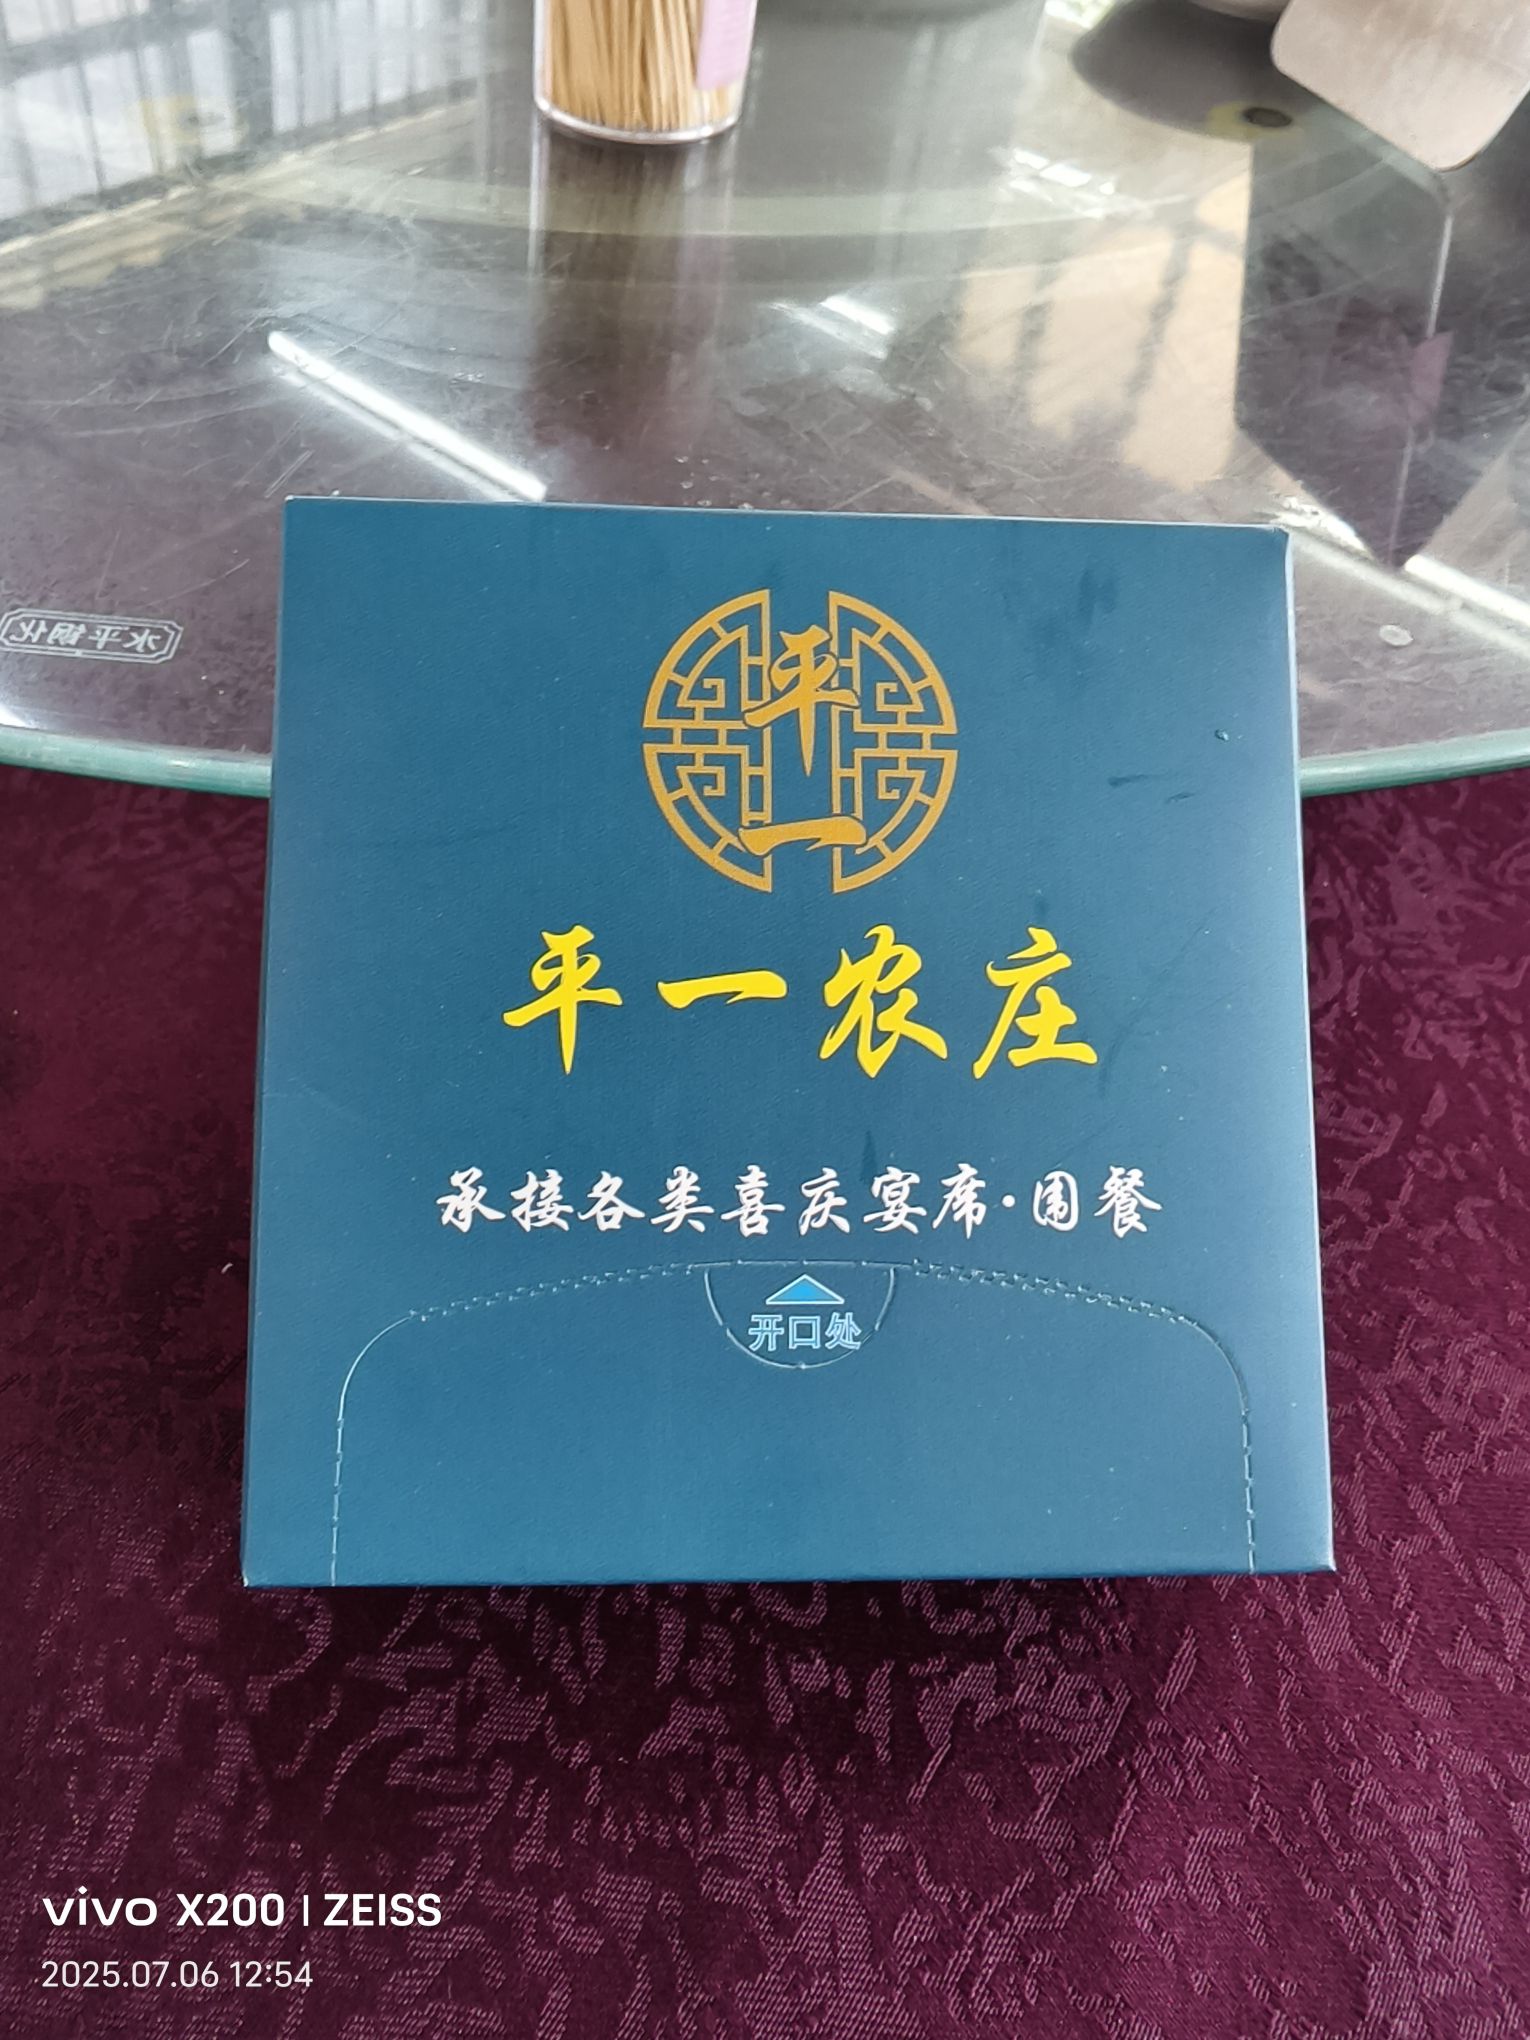 平
一
平一农庄
承接各类喜庆宴席·围餐
开口处
vivo X200 | ZEISS
2025.07.06 12:54